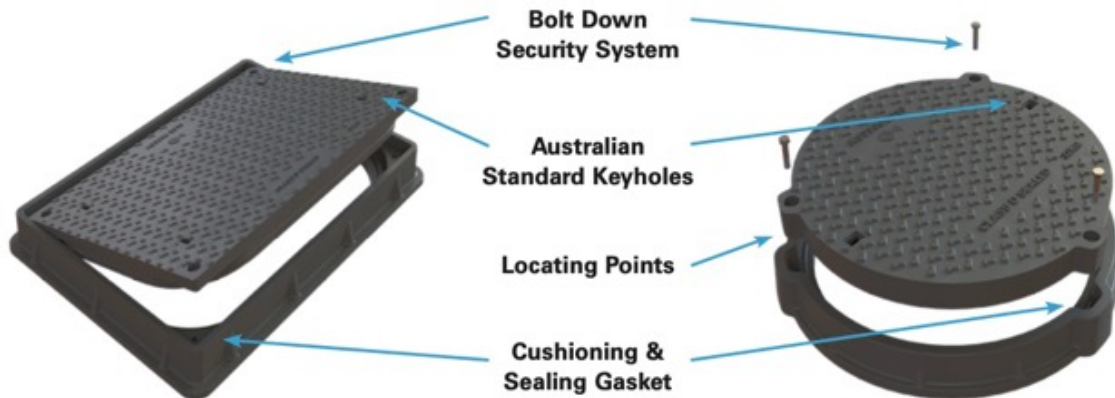 Bolt Down
Security System
Australian
Standard Keyholes
Locating Points
Cushioning &
Sealing Gasket